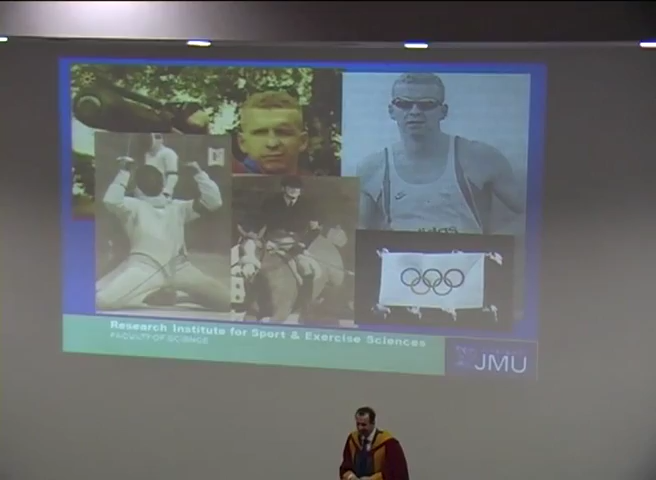 Research Institute for Sport & Exercise Sciences
FACULTY OF SCIENCE
JMU